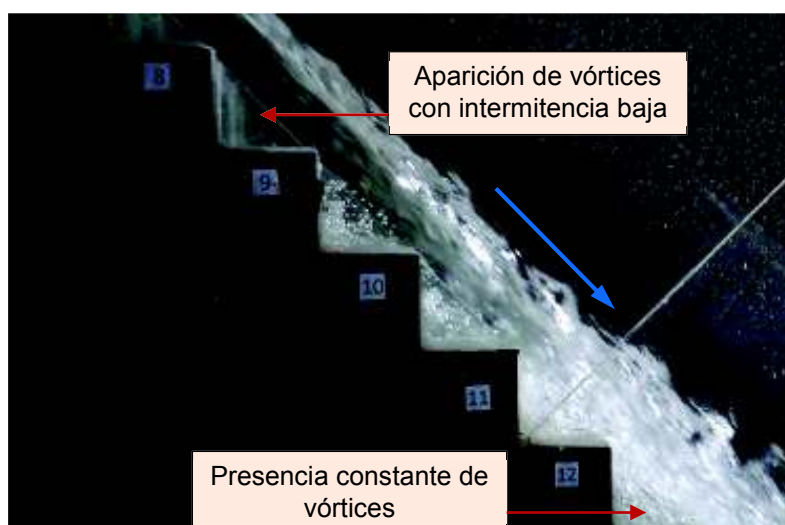 Aparición de vórtices
con intermitencia baja
8
9
10
11
12
Presencia constante de
vórtices